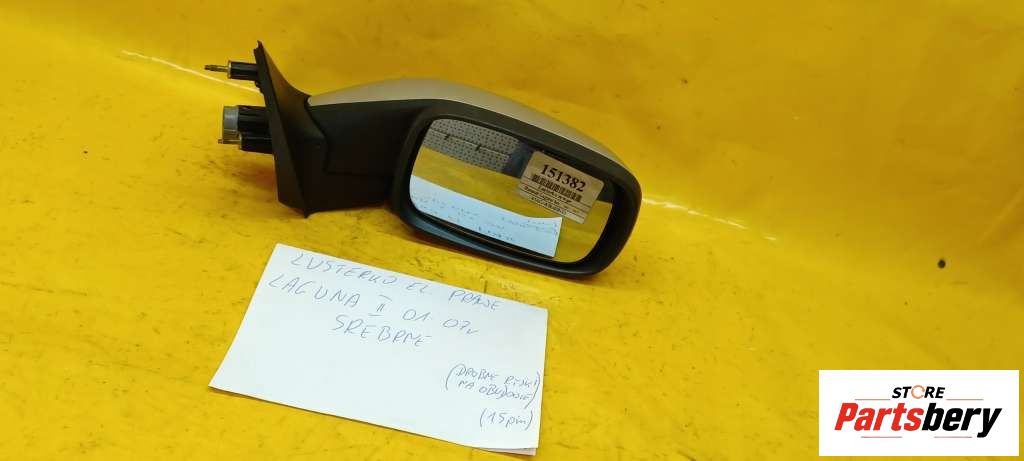 151382
LUSTERKO EL PRAWE
LAGUNA II 01 07r
SREBRNE
(DROBNE RYSKI
NA OBUDOWIE)
(15pin)
STORE
Partsbery